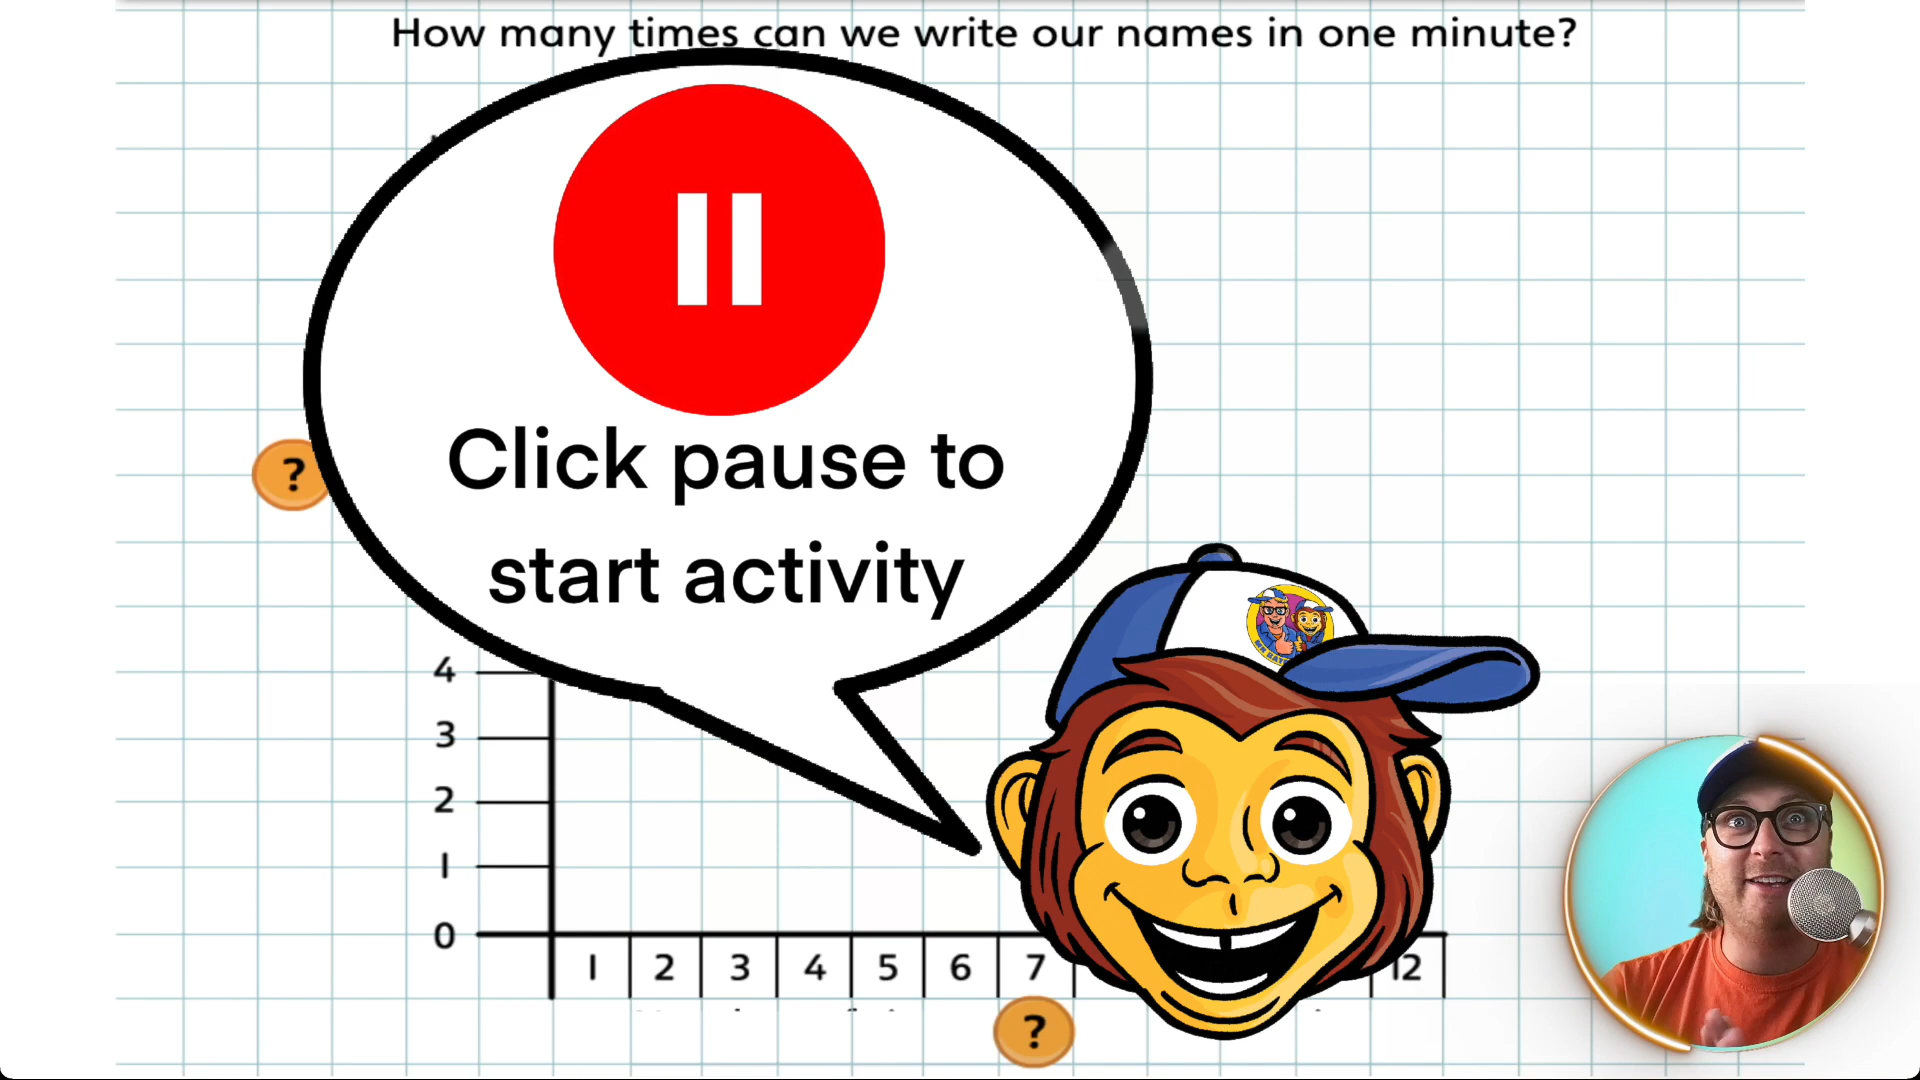 How many times can we write our names in one minute?
Click pause to
start activity
?
4
3
2
1
0
1 2 3 4 5 6 7 12
?